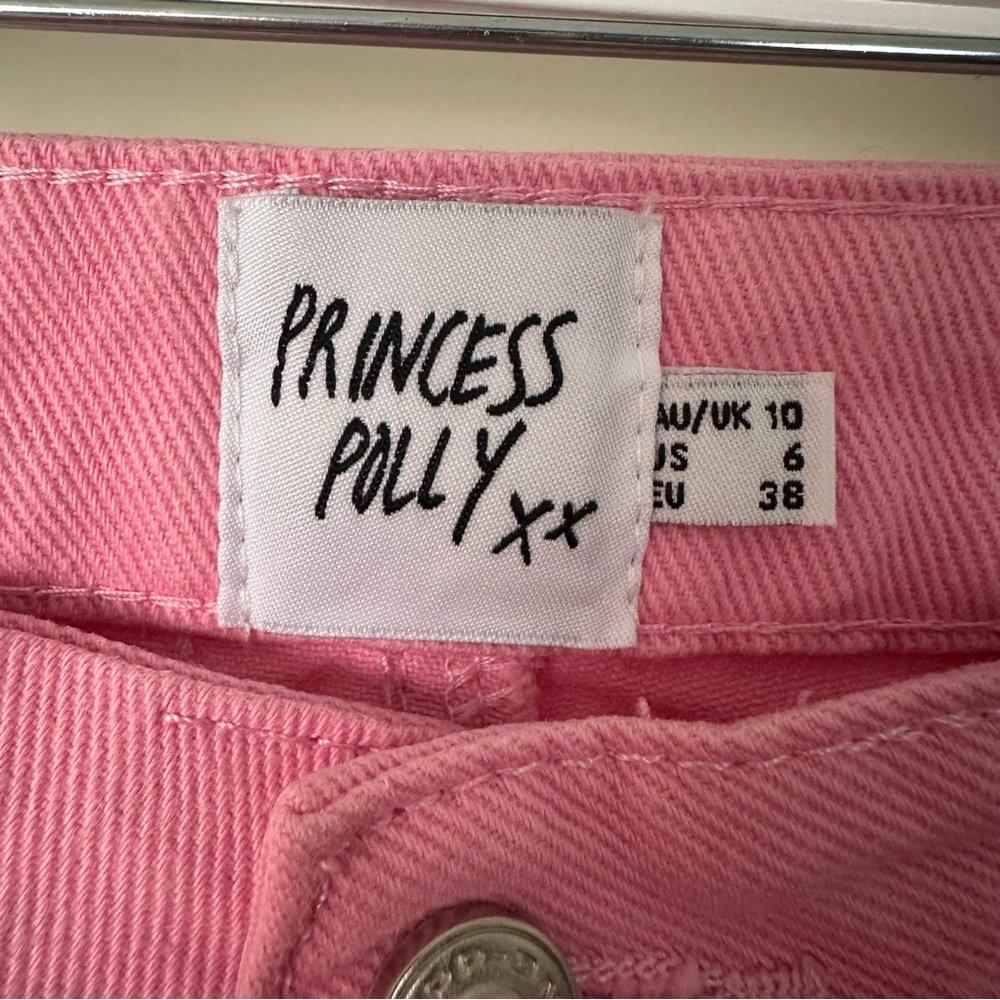 PRINCESS
POLLY
xx
AU/UK 10
US 6
EU 38